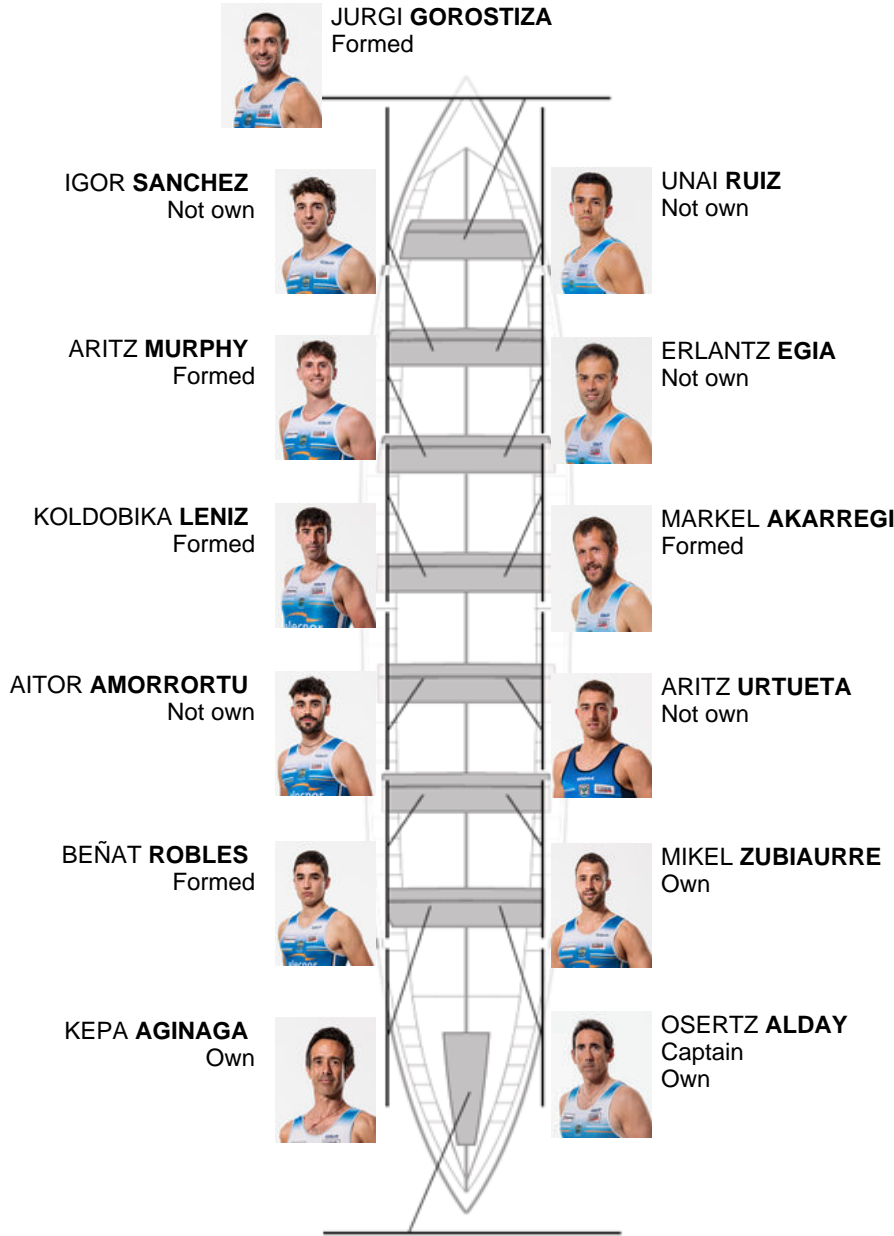 JURGI GOROSTIZA
Formed
IGOR SANCHEZ
Not own
UNAI RUIZ
Not own
ARITZ MURPHY
Formed
ERLANTZ EGIA
Not own
KOLDOBIKA LENIZ
Formed
MARKEL AKARREGI
Formed
AITOR AMORRORTU
Not own
ARITZ URTUETA
Not own
BEÑAT ROBLES
Formed
MIKEL ZUBIAURRE
Own
KEPA AGINAGA
Own
OSERTZ ALDAY
Captain
Own